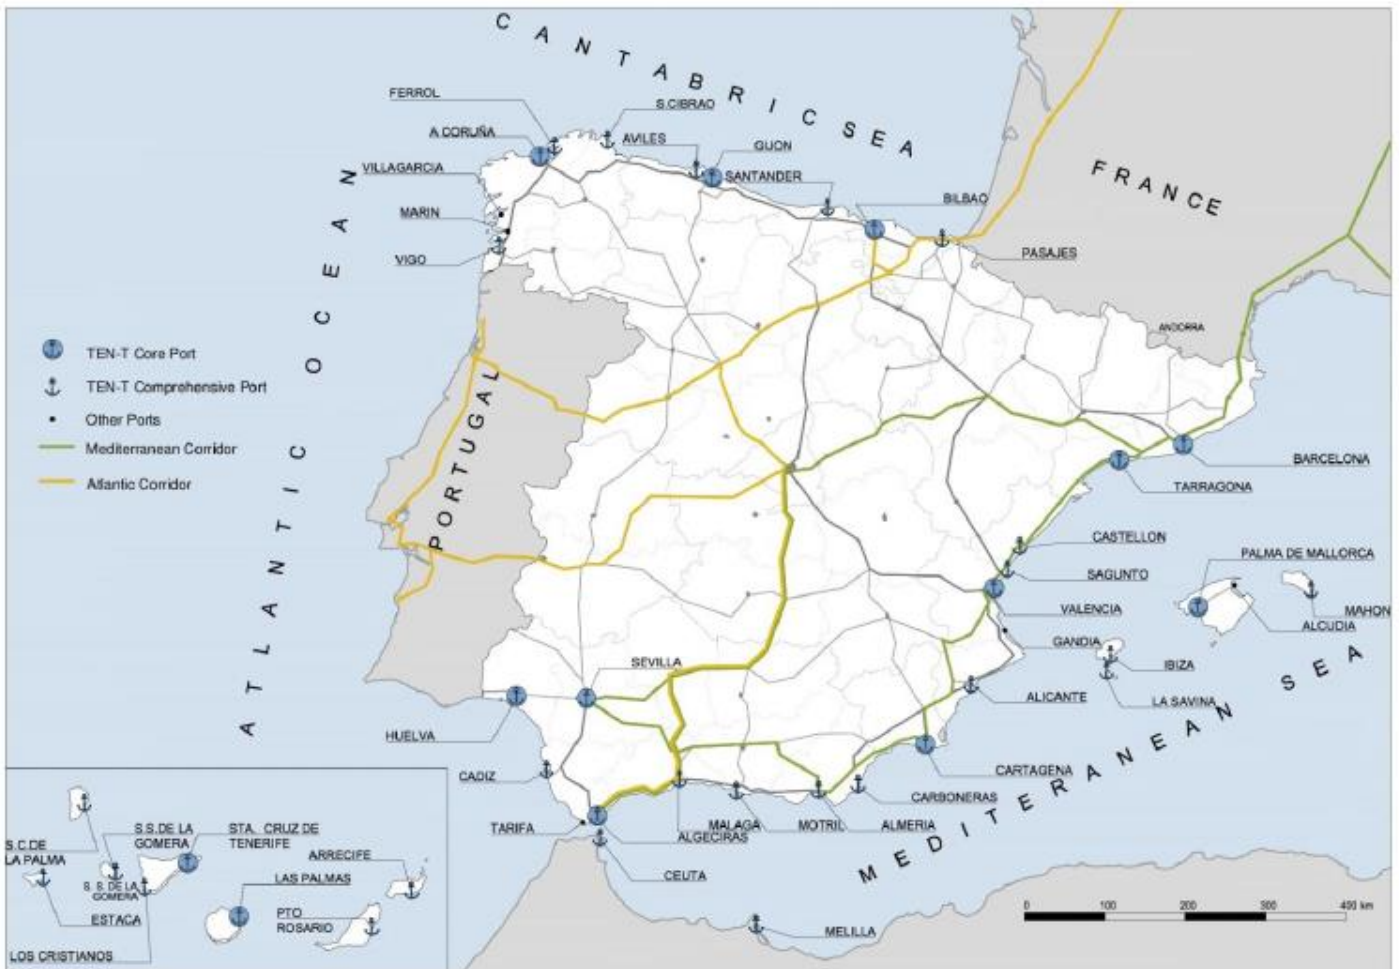 CANTABRIC SEA
FERROL
S.CIBRAO
A CORUÑA
AVILES
GIJON
VILLAGARCIA
SANTANDER
FRANCE
BILBAO
MARIN
VIGO
PASAJES
ATLANTIC OCEAN
ANDORRA
TEN-T Core Port
TEN-T Comprehensive Port
Other Ports
Mediterranean Corridor
Atlantic Corridor
PORTUGAL
BARCELONA
TARRAGONA
CASTELLON
PALMA DE MALLORCA
SAGUNTO
VALENCIA
MAHON
ALCUDIA
GANDIA
IBIZA
SEVILLA
ALICANTE
LA SAVINA
HUELVA
MEDITERANEAN SEA
CADIZ
CARTAGENA
CARBONERAS
TARIFA
ALGECIRAS
MALAGA
MOTRIL
ALMERIA
CEUTA
MELILLA
S.C.DE
LA PALMA
S.S.DE LA
GOMERA
STA. CRUZ DE
TENERIFE
ARRECIFE
S. S. DE LA
GOMERA
LAS PALMAS
ESTACA
PTO
ROSARIO
LOS CRISTIANOS
0 100 200 300 400 km